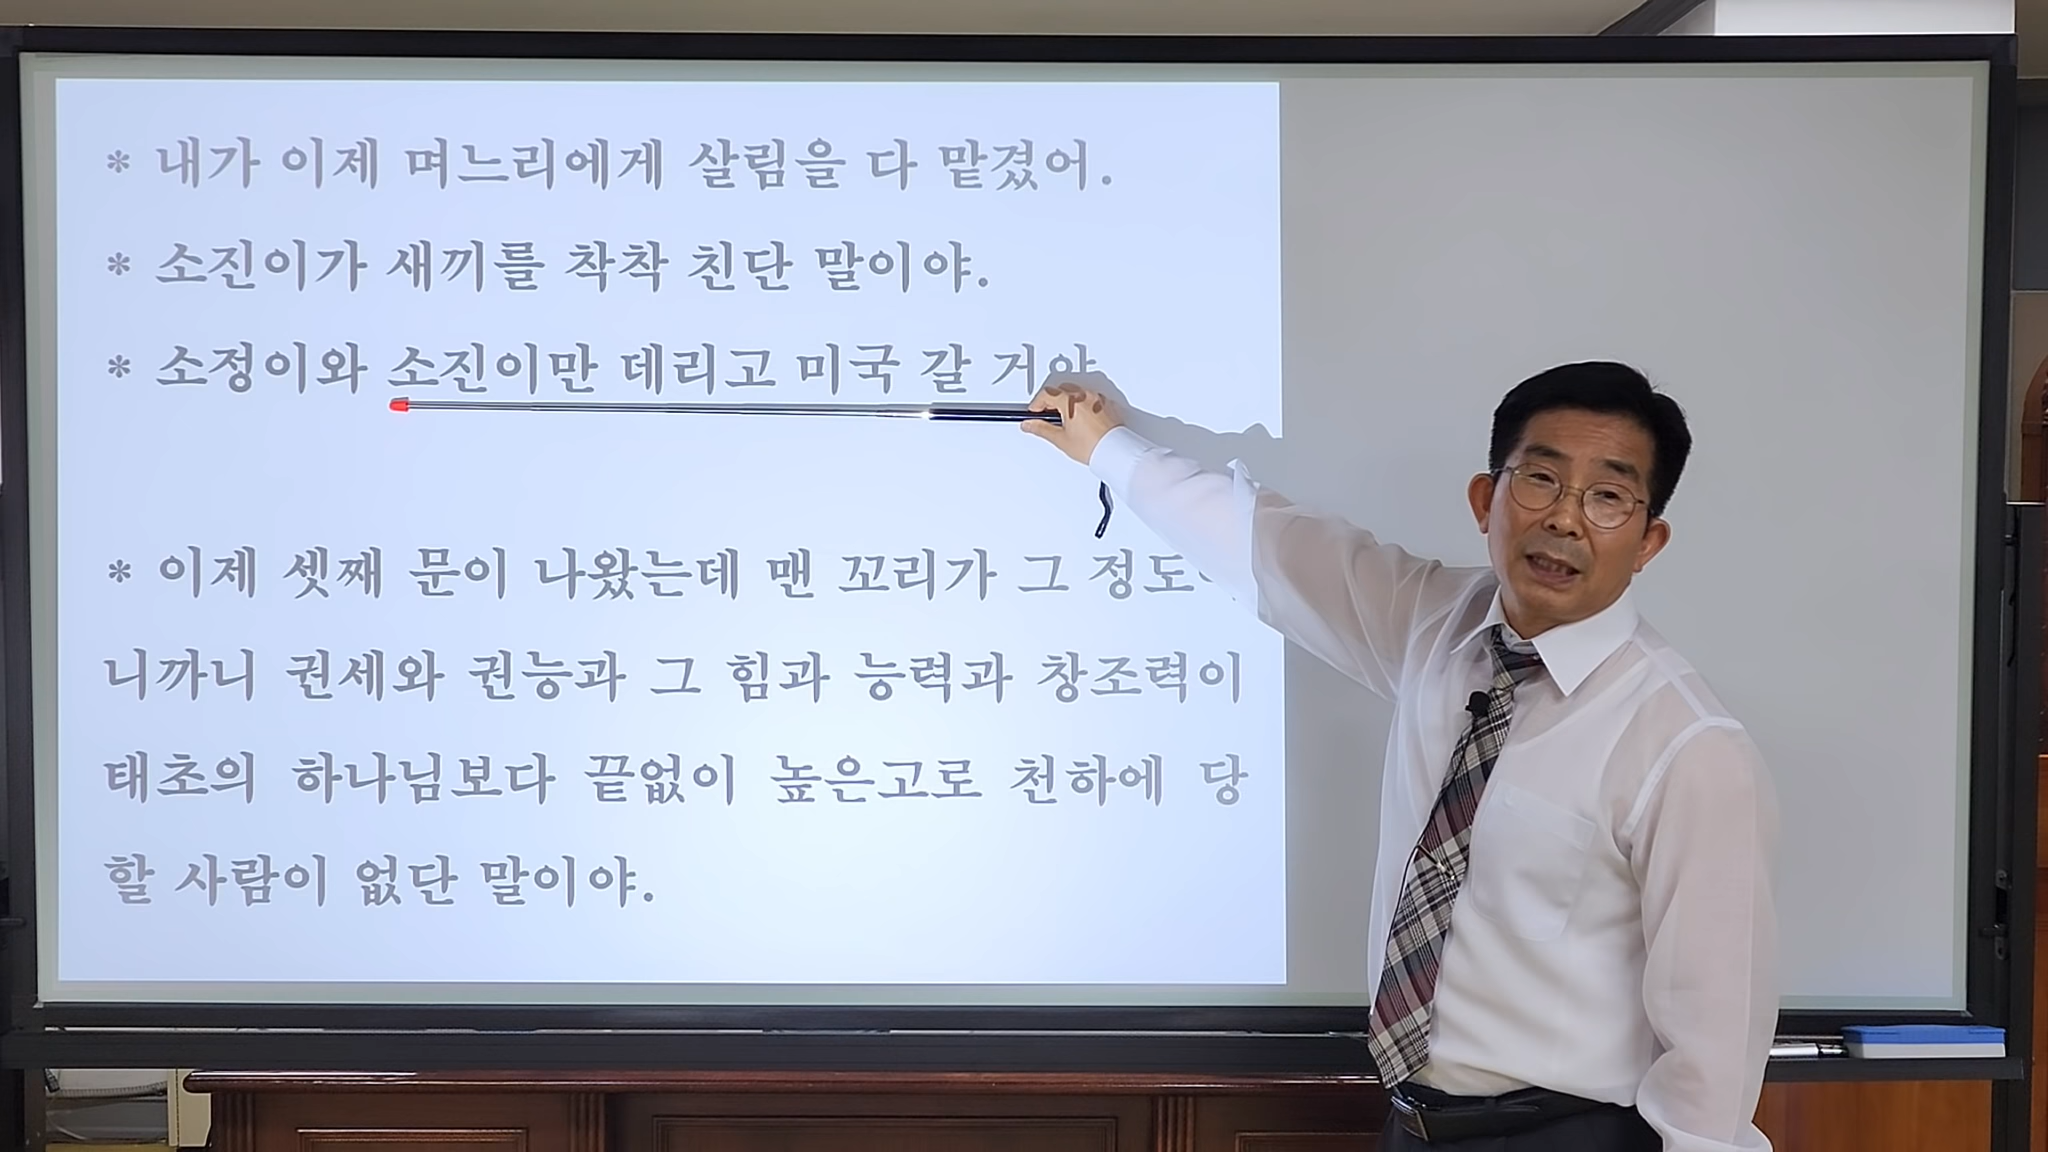 * 내가 이제 며느리에게 살림을 다 맡겼어.
* 소진이가 새끼를 착착 친단 말이야.
* 소정이와 소진이만 데리고 미국 갈 거야
* 이제 셋째 문이 나왔는데 맨 꼬리가 그
니까니 권세와 권능과 그 힘과 능력과 창조력이
태초의 하나님보다 끝없이 높은고로 천하에 당
할 사람이 없단 말이야.